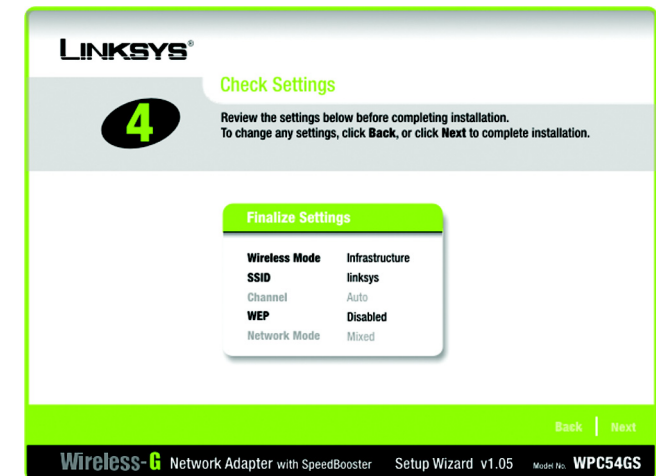 LINKSYS®
Check Settings
4
Review the settings below before completing installation.
To change any settings, click Back, or click Next to complete installation.
Finalize Settings
Wireless Mode Infrastructure
SSID linksys
Channel Auto
WEP Disabled
Network Mode Mixed
Back | Next
Wireless-G Network Adapter with SpeedBooster Setup Wizard v1.05 Model No. WPC54GS